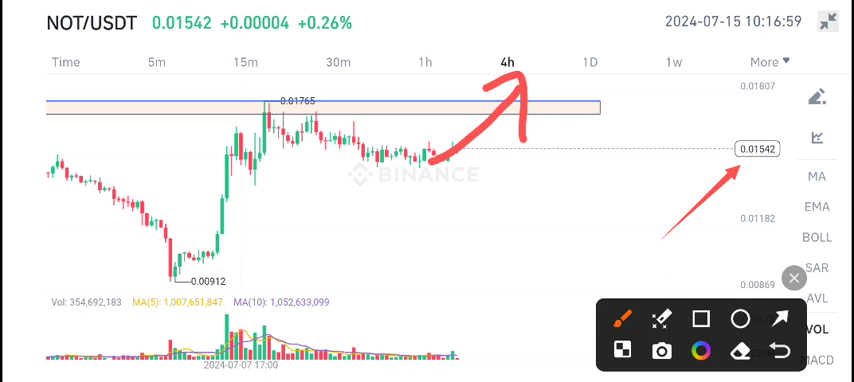 NOT/USDT 0.01542 +0.00004 +0.26% 2024-07-15 10:16:59
Time 5m 15m 30m 1h 4h 1D 1w More
0.01807
0.01765
0.01542
BINANCE
MA
0.01182
EMA
BOLL
SAR
0.00912
0.00869
AVL
Vol: 354,692,183 MA(5): 1,007,651,847 MA(10): 1,052,633,099
VOL
MACD
2024-07-07 17:00